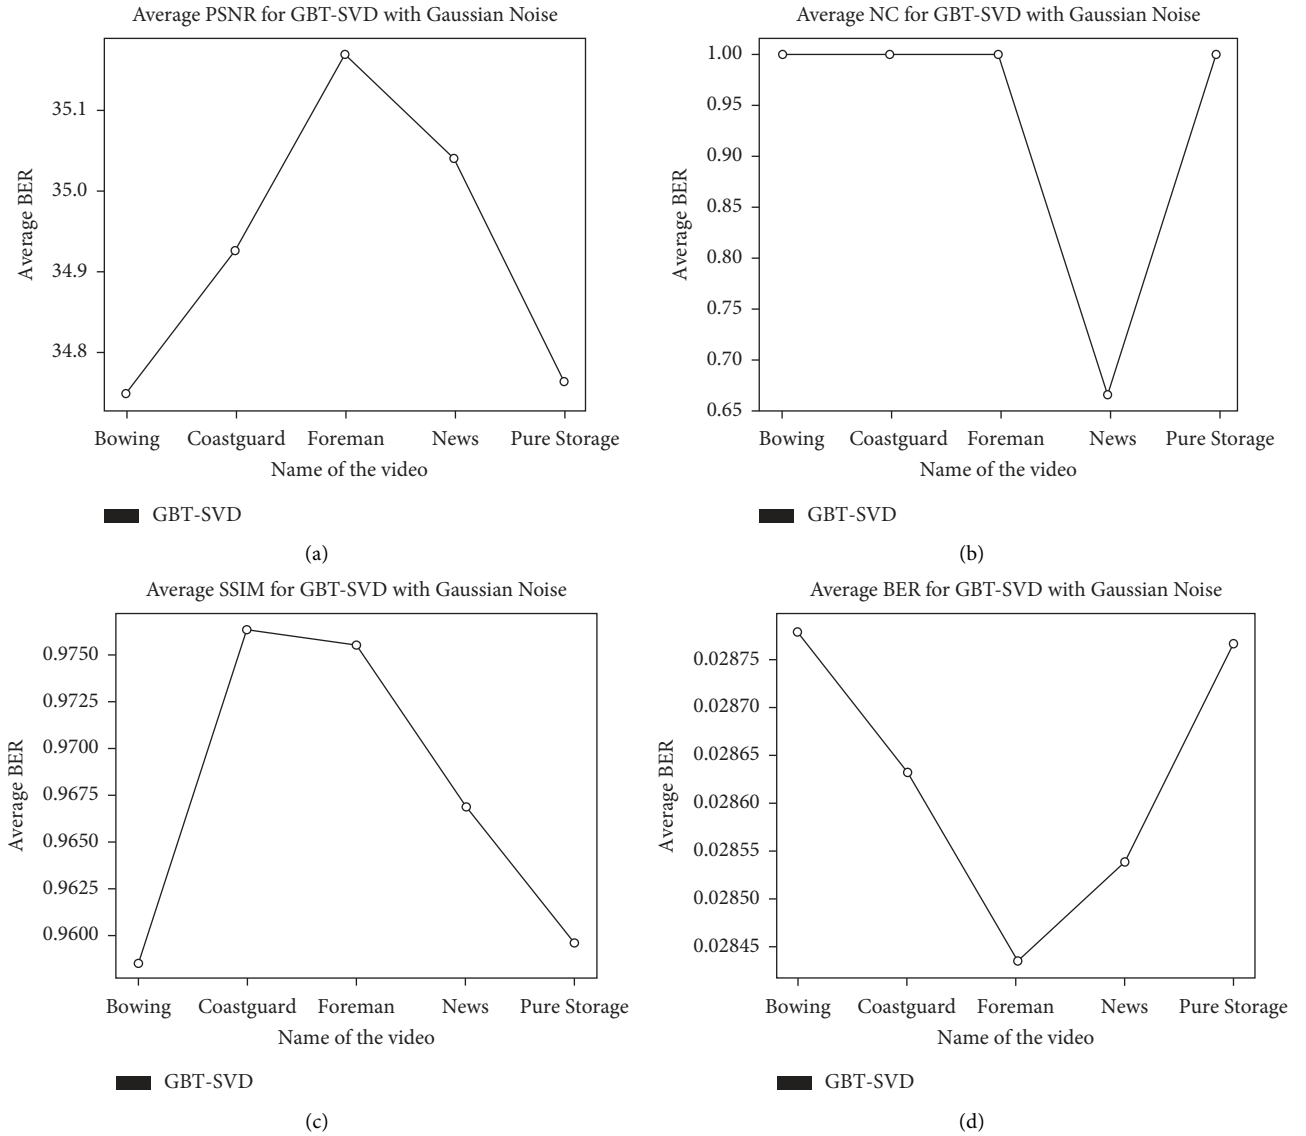 Average PSNR for GBT-SVD with Gaussian Noise
35.1
35.0
34.9
34.8
Average BER
Bowing Coastguard Foreman News Pure Storage
Name of the video
GBT-SVD
(a)
Average NC for GBT-SVD with Gaussian Noise
1.00
0.95
0.90
0.85
0.80
0.75
0.70
0.65
Average BER
Bowing Coastguard Foreman News Pure Storage
Name of the video
GBT-SVD
(b)
Average SSIM for GBT-SVD with Gaussian Noise
0.9750
0.9725
0.9700
0.9675
0.9650
0.9625
0.9600
Average BER
Bowing Coastguard Foreman News Pure Storage
Name of the video
GBT-SVD
(c)
Average BER for GBT-SVD with Gaussian Noise
0.02875
0.02870
0.02865
0.02860
0.02855
0.02850
0.02845
Average BER
Bowing Coastguard Foreman News Pure Storage
Name of the video
GBT-SVD
(d)